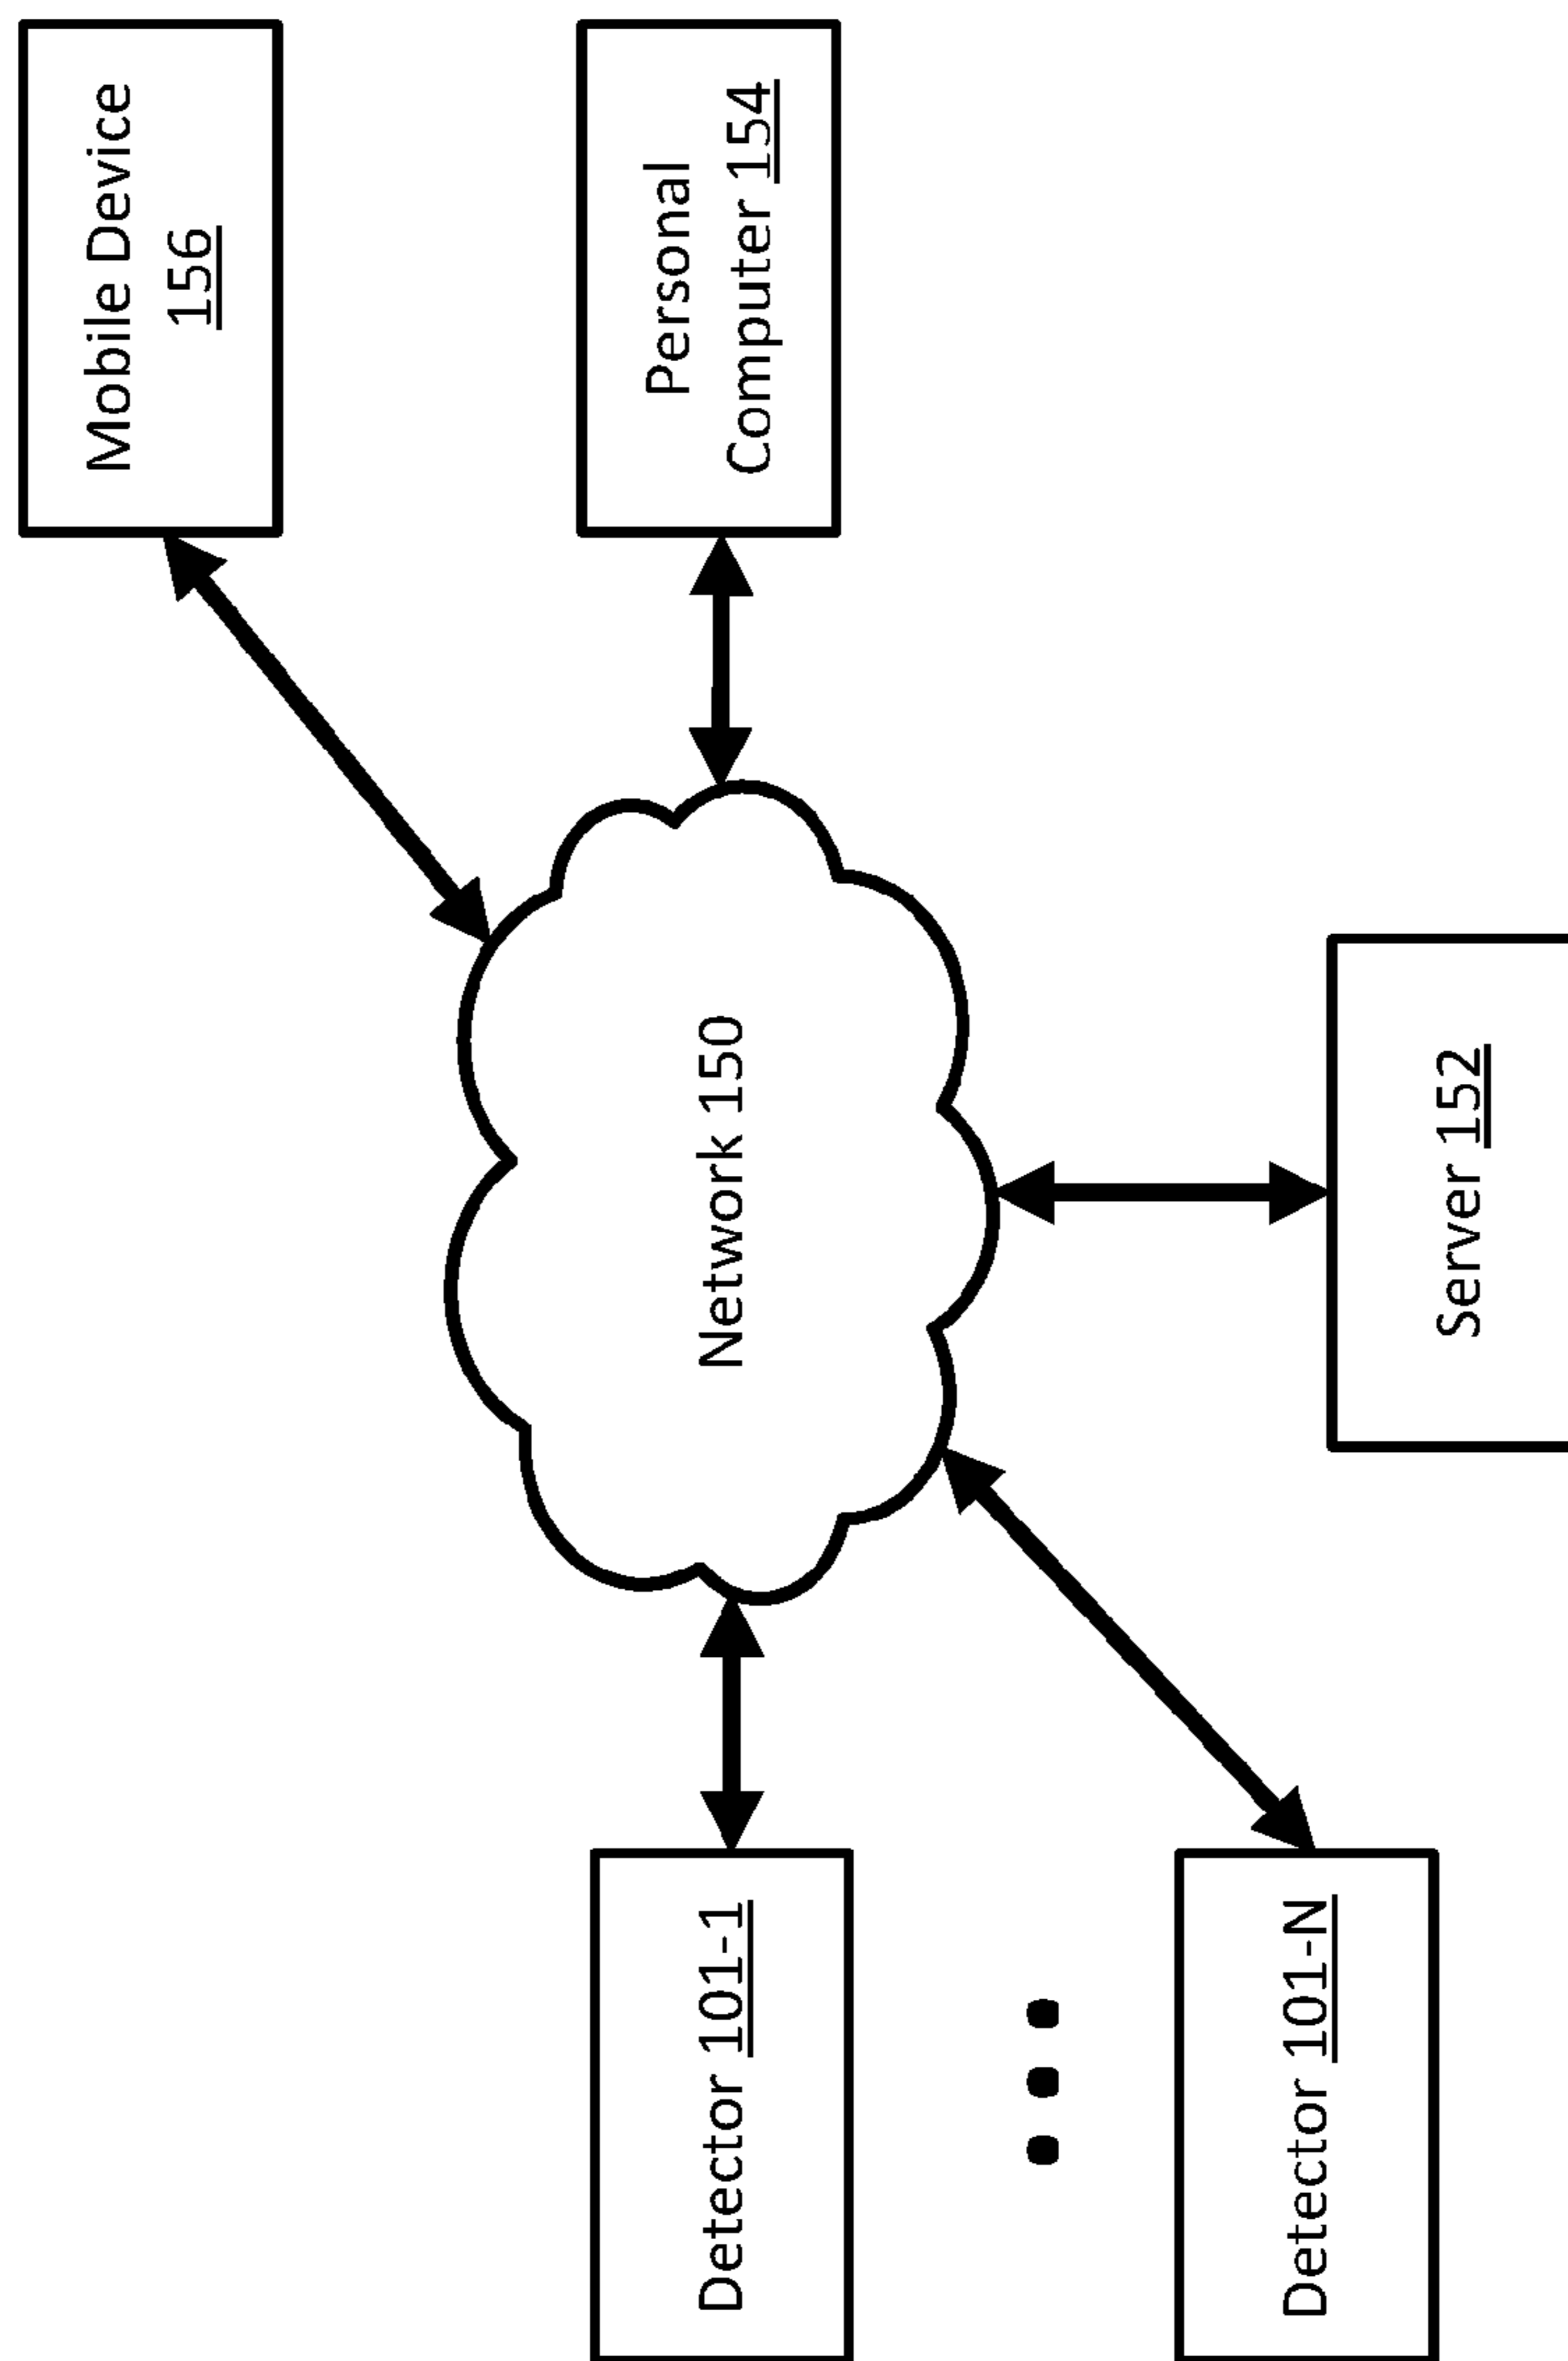 Mobile Device
156
Personal
Computer 154
Network 150
Server 152
Detector 101-1
Detector 101-N